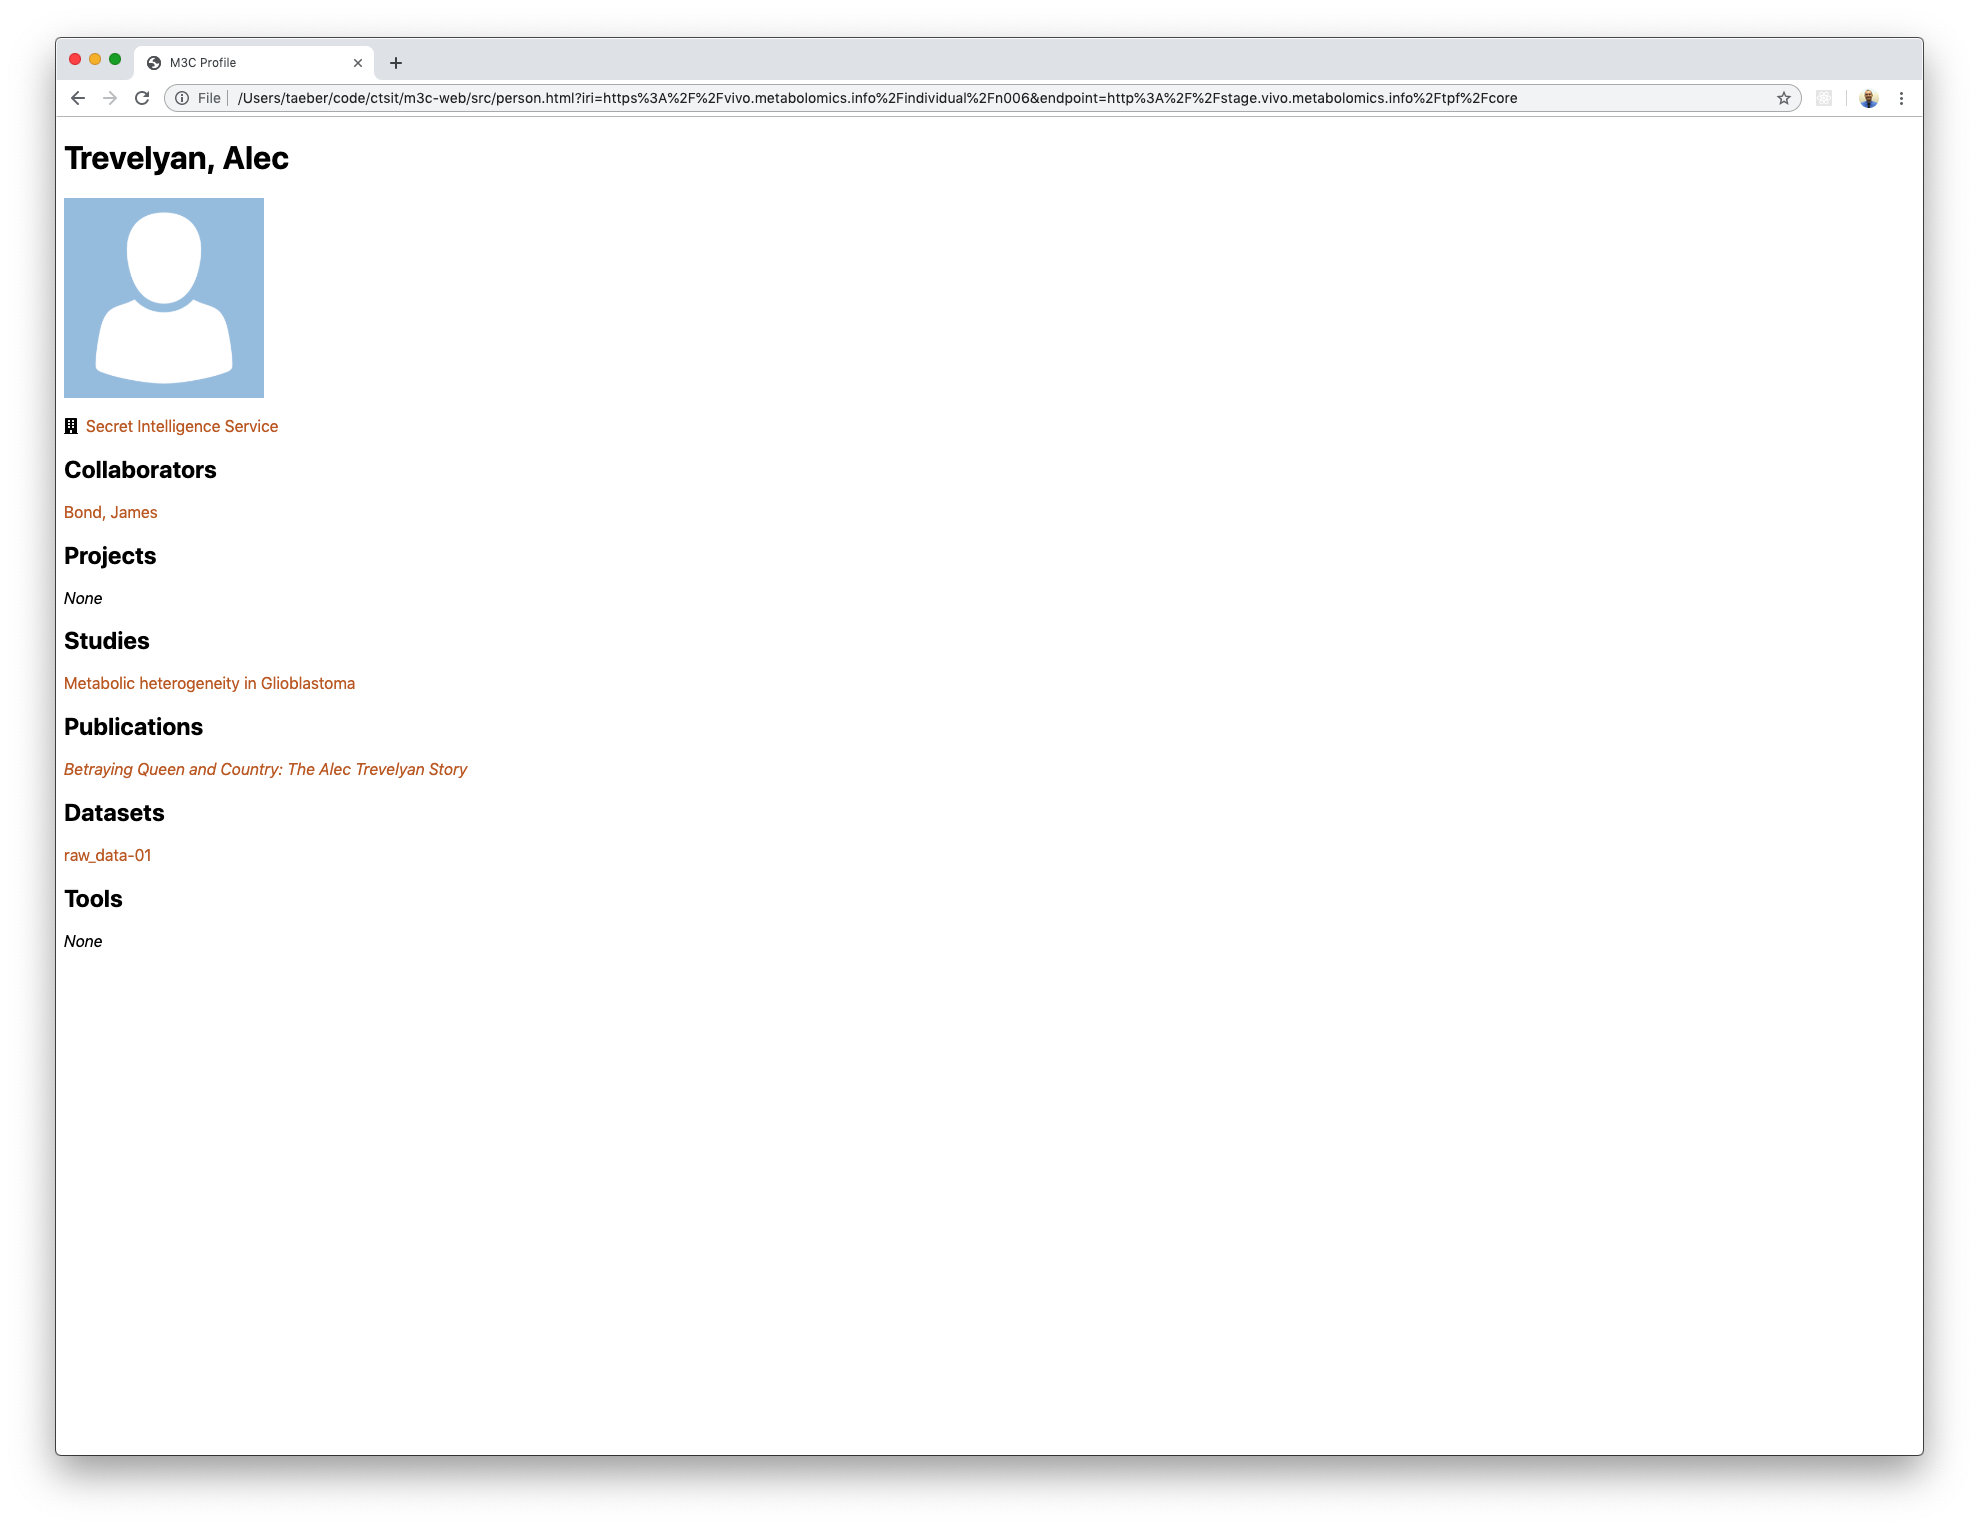 M3C Profile
File /Users/taeber/code/ctsit/m3c-web/src/person.html?iri=https%3A%2F%2Fvivo.metabolomics.info%2Findividual%2Fn006&endpoint=http%3A%2F%2Fstage.vivo.metabolomics.info%2Ftpf%2Fcore
Trevelyan, Alec
Secret Intelligence Service
Collaborators
Bond, James
Projects
None
Studies
Metabolic heterogeneity in Glioblastoma
Publications
Betraying Queen and Country: The Alec Trevelyan Story
Datasets
raw_data-01
Tools
None